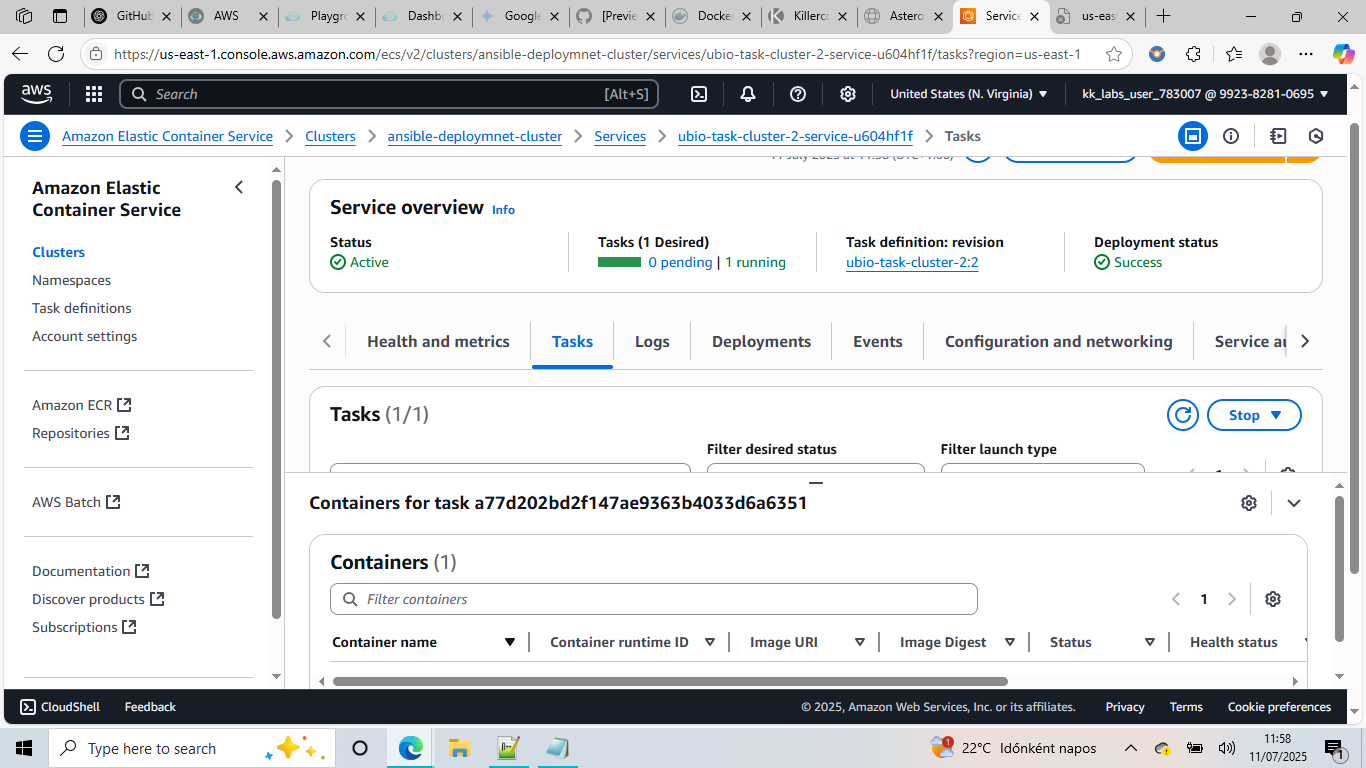 GitHub
AWS
Playgr
Dashb
Google
[Previe
Docke
Killerco
Astero
Service
us-eas
https://us-east-1.console.aws.amazon.com/ecs/v2/clusters/ansible-deploymnet-cluster/services/ubio-task-cluster-2-service-u604hf1f/tasks?region=us-east-1
aws
Search
[Alt+S]
United States (N. Virginia)
kk_labs_user_783007 @ 9923-8281-0695
Amazon Elastic Container Service
Clusters
ansible-deploymnet-cluster
Services
ubio-task-cluster-2-service-u604hf1f
Tasks
Amazon Elastic
Container Service
Clusters
Namespaces
Task definitions
Account settings
Amazon ECR
Repositories
AWS Batch
Documentation
Discover products
Subscriptions
Service overview Info
Status
Active
Tasks (1 Desired)
0 pending | 1 running
Task definition: revision
ubio-task-cluster-2:2
Deployment status
Success
Health and metrics
Tasks
Logs
Deployments
Events
Configuration and networking
Service au
Tasks (1/1)
Stop
Filter desired status
Filter launch type
Containers for task a77d202bd2f147ae9363b4033d6a6351
Containers (1)
Filter containers
1
Container name
Container runtime ID
Image URI
Image Digest
Status
Health status
CloudShell
Feedback
© 2025, Amazon Web Services, Inc. or its affiliates.
Privacy
Terms
Cookie preferences
Type here to search
1
22°C Időnként napos
11:58
11/07/2025
1